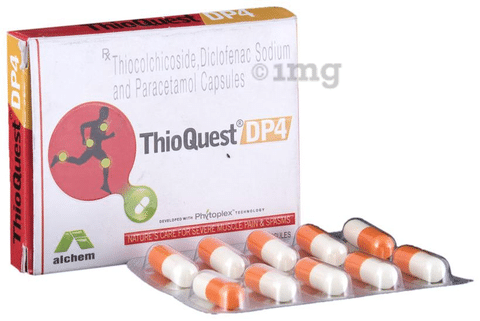 ThioQuest® DP4
Rx Thiocolchicoside, Diclofenac Sodium
and Paracetamol Capsules
©1mg
ThioQuest® DP4
DEVELOPED WITH Phytoplex™ TECHNOLOGY
NATURE'S CARE FOR SEVERE MUSCLE PAIN & SPASMS
alchem